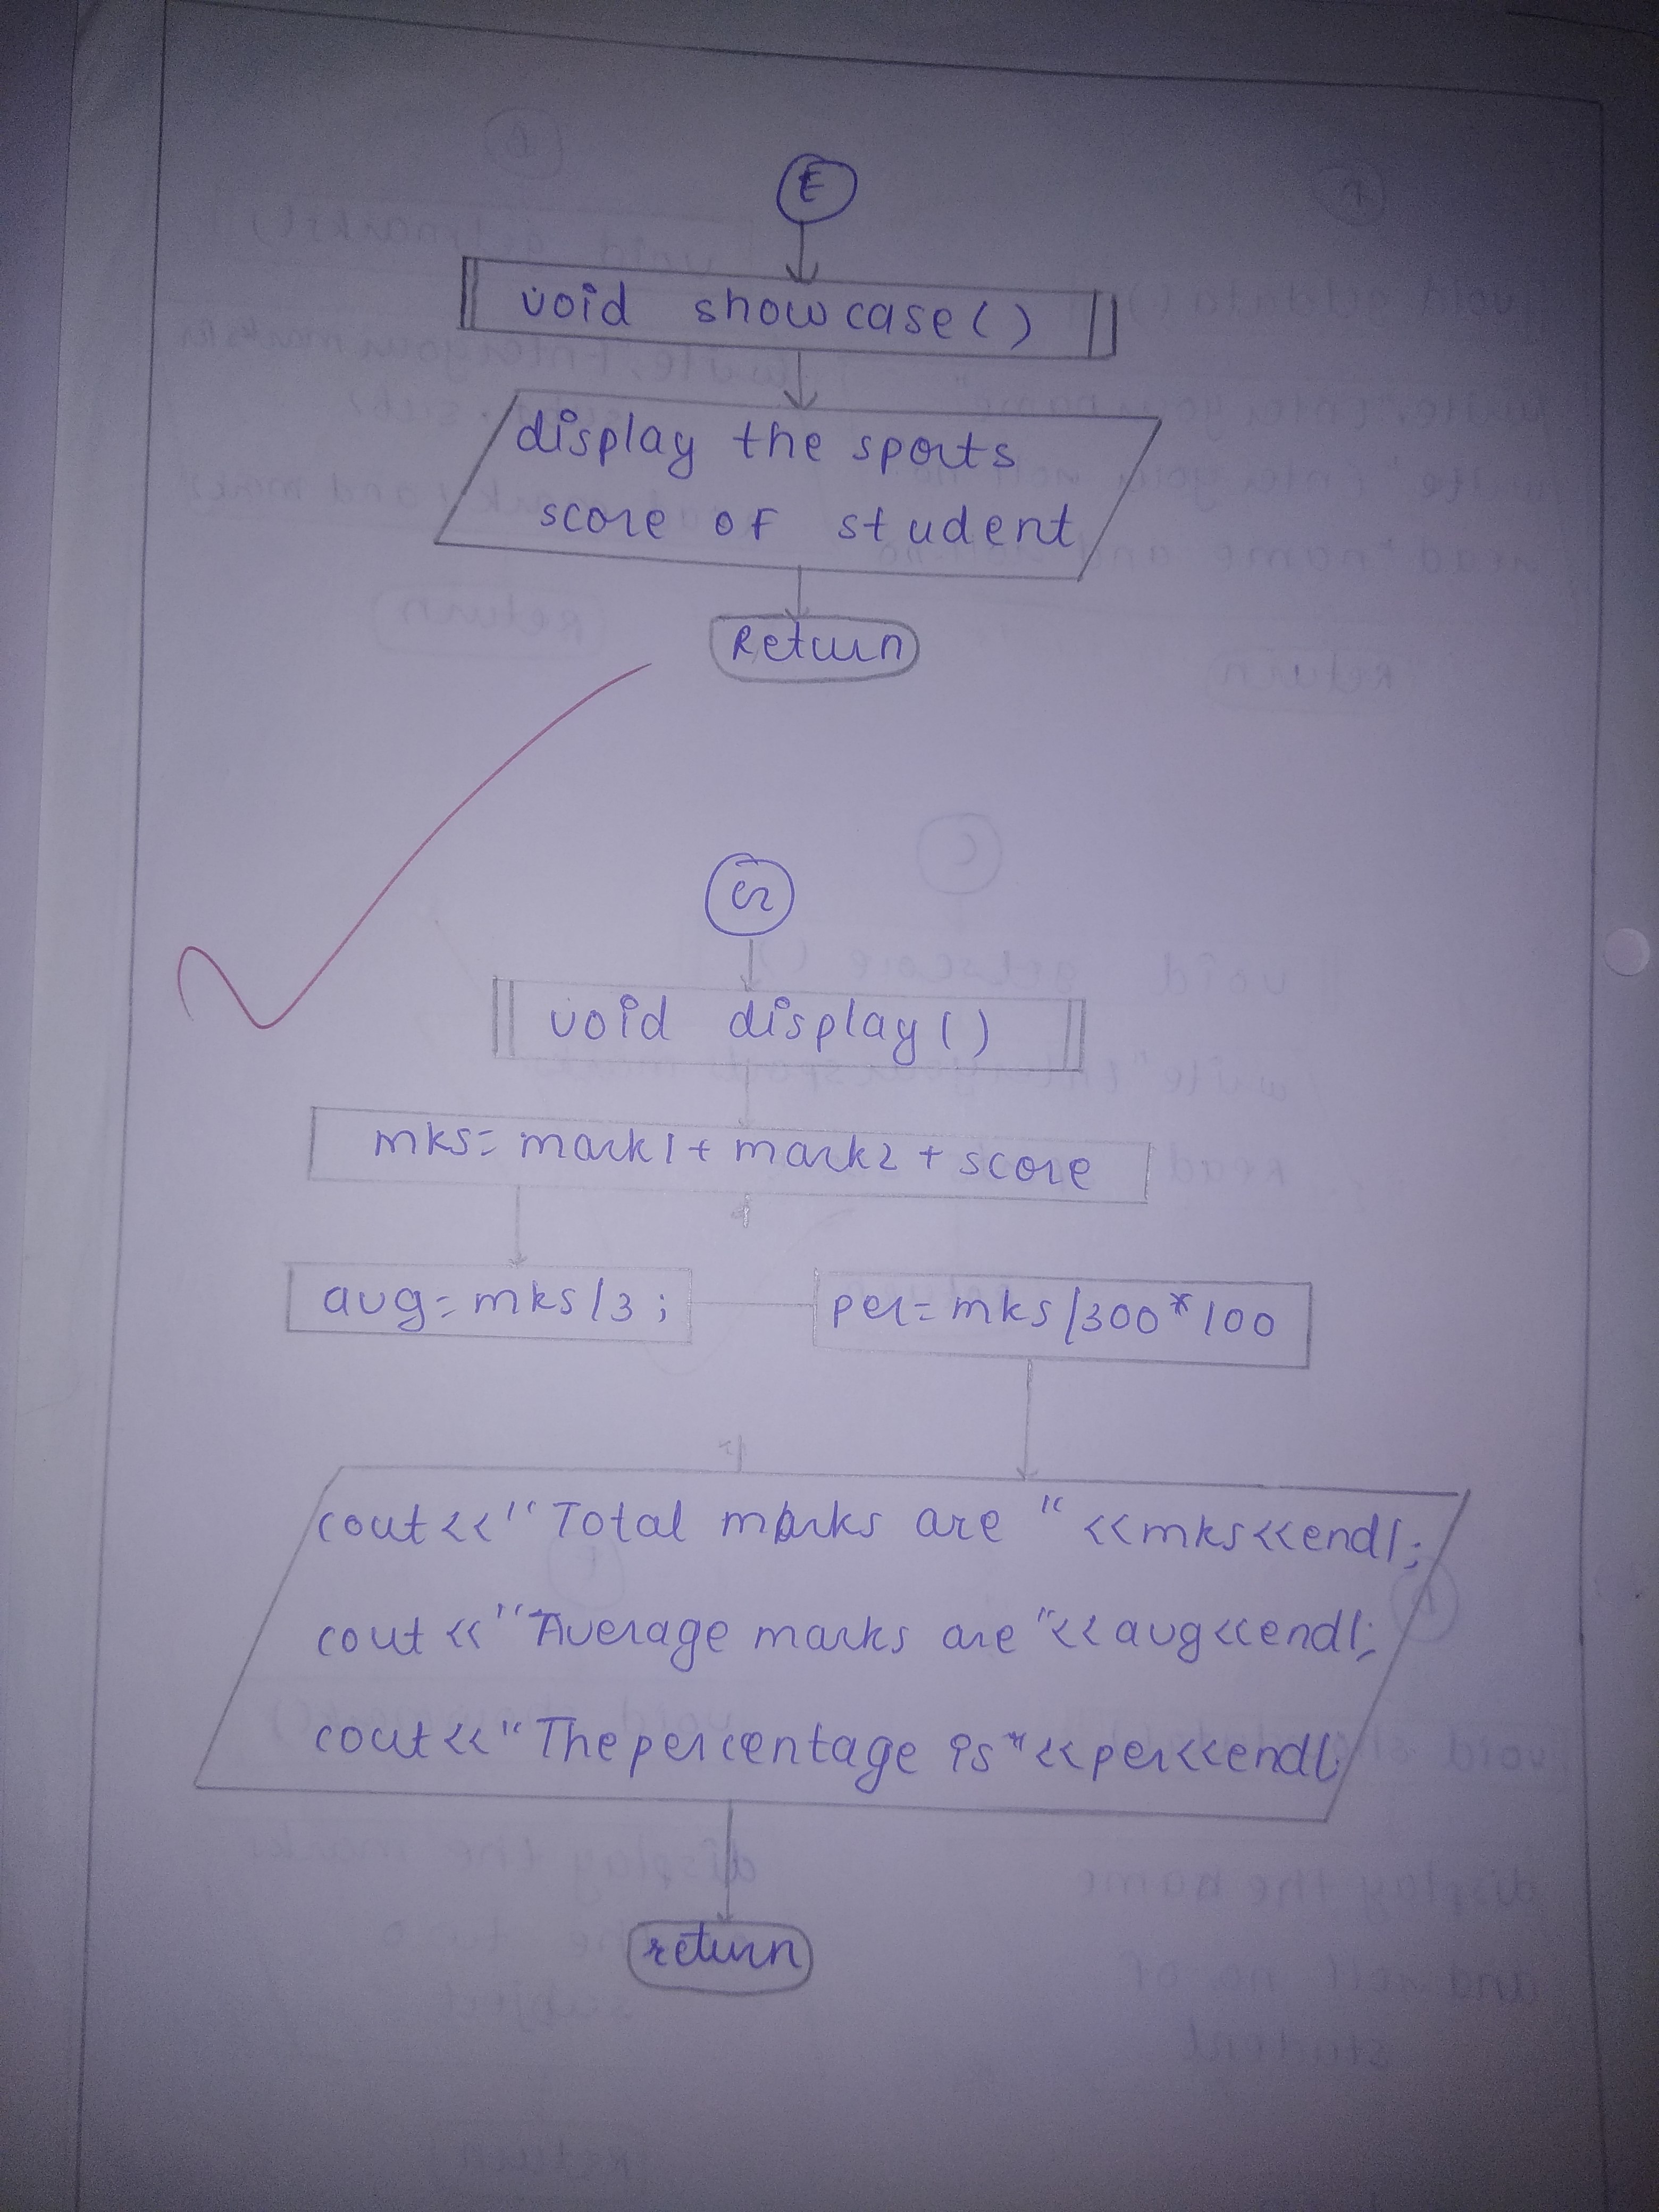 E
void showcase()
display the sports
score of student
Return
G
void display()
mks= mark1+ mark2 + score
avg= mks/3;
per= mks/300*100
cout<<"Total marks are "<<mks<<endl;
cout<<"Average marks are "<<avg<<endl;
cout<<"The percentage is"<<per<<endl;
return